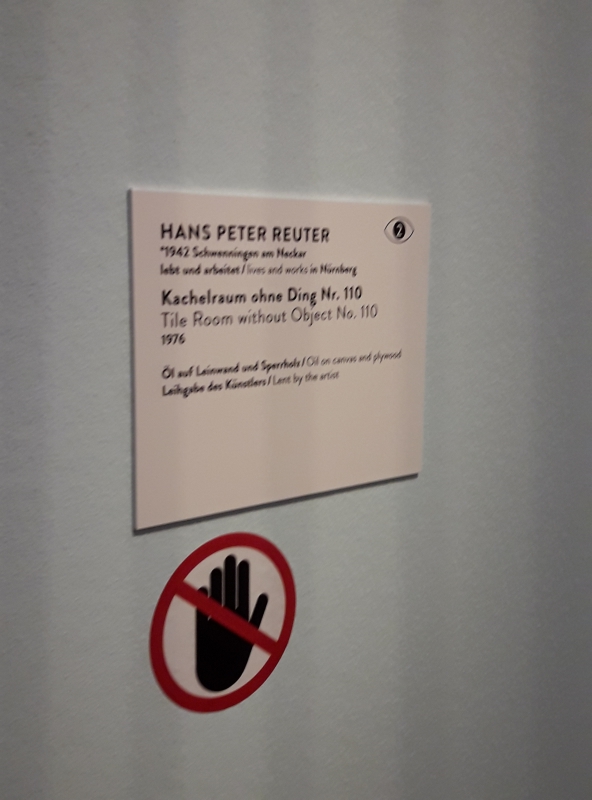 HANS PETER REUTER
2
*1942 Schwenningen am Neckar
lebt und arbeitet / lives and works in Nürnberg
Kachelraum ohne Ding Nr. 110
Tile Room without Object No. 110
1976
Öl auf Leinwand und Sperrholz / Oil on canvas and plywood
Leihgabe des Künstlers / Lent by the artist